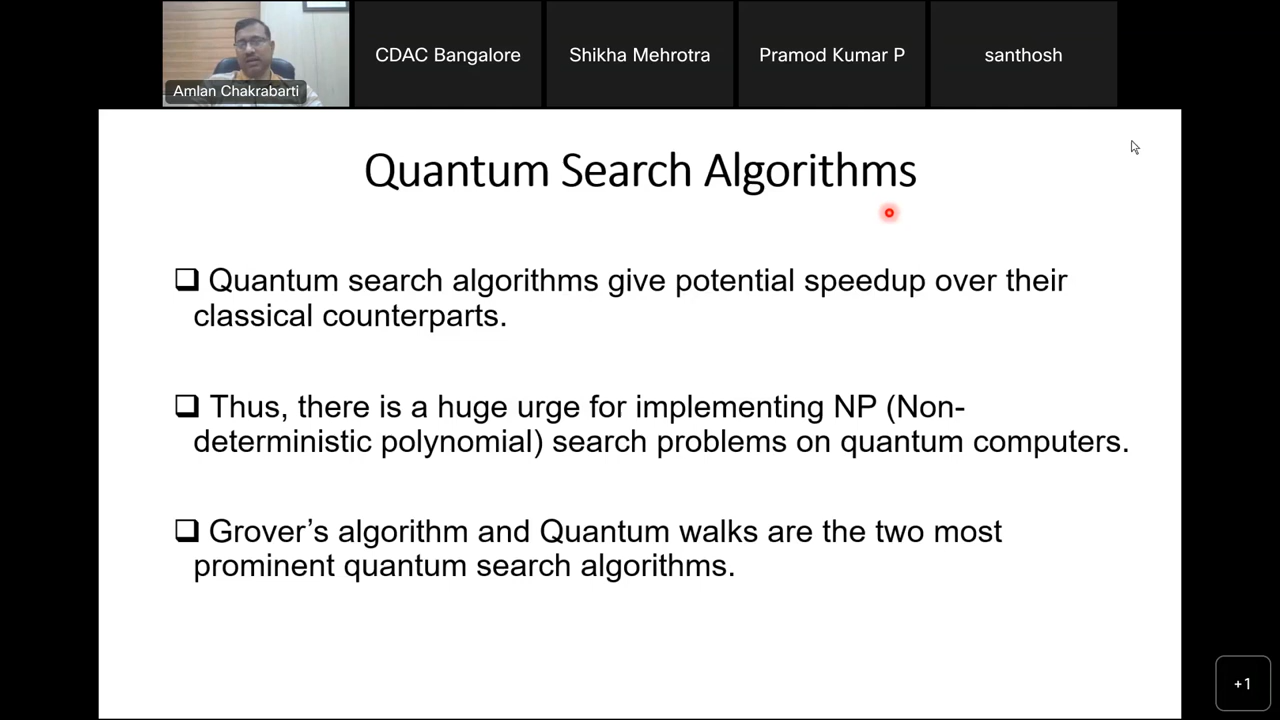 Amlan Chakrabarti
CDAC Bangalore
Shikha Mehrotra
Pramod Kumar P
santhosh
Quantum Search Algorithms
❑ Quantum search algorithms give potential speedup over their
classical counterparts.
❑ Thus, there is a huge urge for implementing NP (Non-
deterministic polynomial) search problems on quantum computers.
❑ Grover’s algorithm and Quantum walks are the two most
prominent quantum search algorithms.
+1